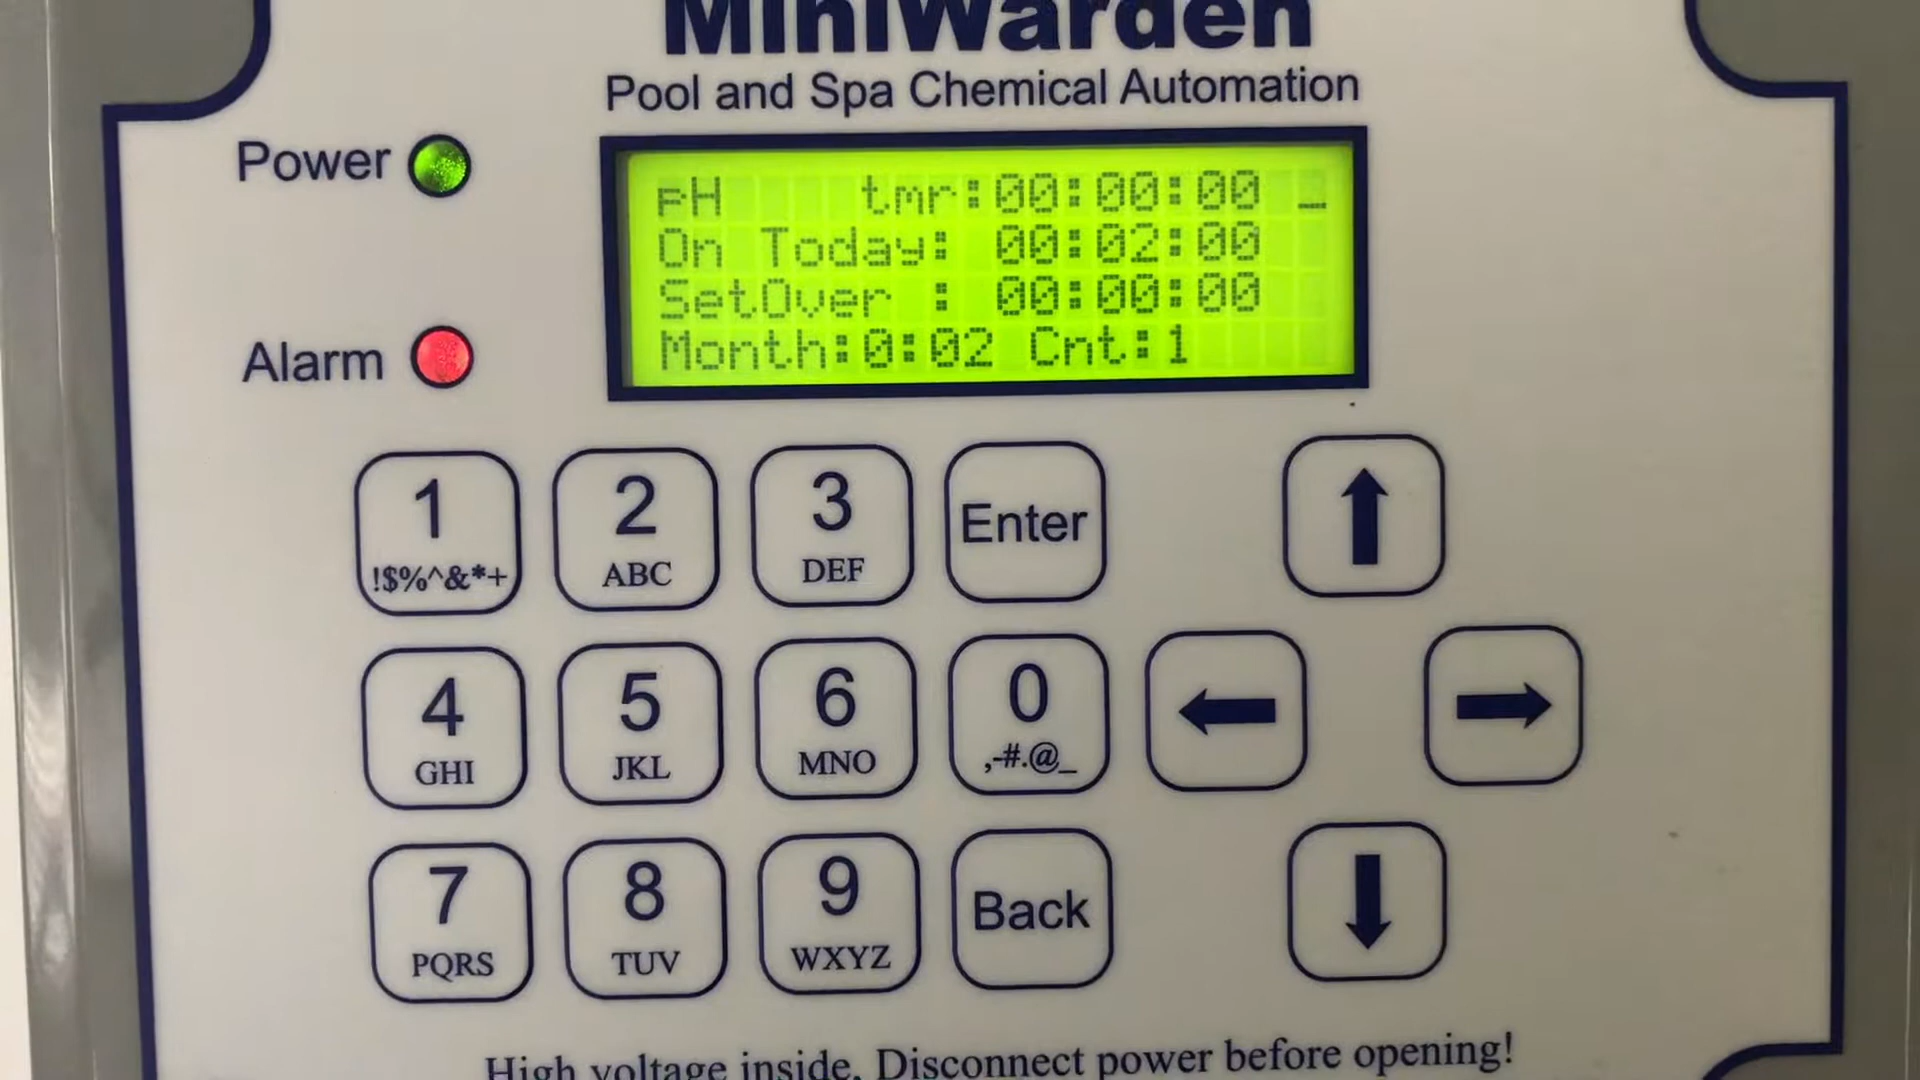 MiniWarden
Pool and Spa Chemical Automation
Power
pH tmr:00:00:00 _
On Today: 00:02:00
SetOver : 00:00:00
Month:0:02 Cnt:1
Alarm
1 2 3 Enter
!$%^&*+ ABC DEF
4 5 6 0
GHI JKL MNO ,-#.@_
7 8 9 Back
PQRS TUV WXYZ
High voltage inside. Disconnect power before opening!